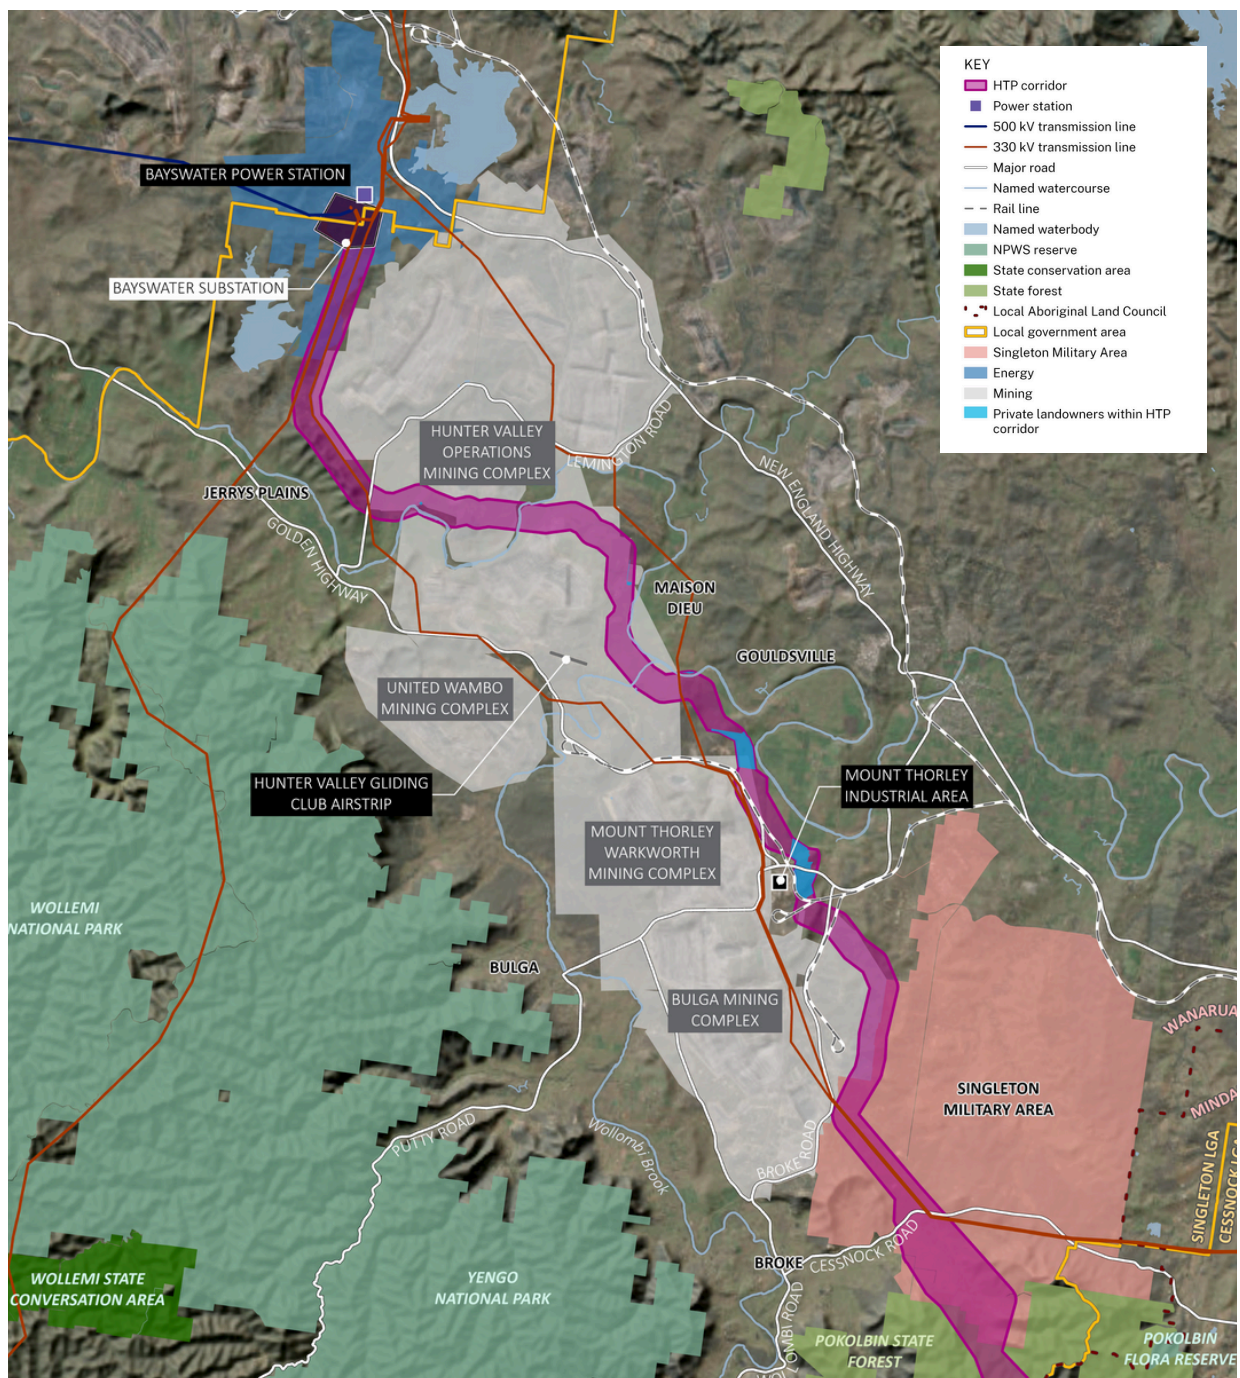 KEY
HTP corridor
Power station
500 kV transmission line
330 kV transmission line
Major road
Named watercourse
Rail line
Named waterbody
NPWS reserve
State conservation area
State forest
Local Aboriginal Land Council
Local government area
Singleton Military Area
Energy
Mining
Private landowners within HTP
corridor
BAYSWATER POWER STATION
BAYSWATER SUBSTATION
HUNTER VALLEY
OPERATIONS
MINING COMPLEX
LEMINGTON ROAD
NEW ENGLAND HIGHWAY
JERRYS PLAINS
GOLDEN HIGHWAY
MAISON
DIEU
GOULDSVILLE
UNITED WAMBO
MINING COMPLEX
HUNTER VALLEY GLIDING
CLUB AIRSTRIP
MOUNT THORLEY
INDUSTRIAL AREA
MOUNT THORLEY
WARKWORTH
MINING COMPLEX
WOLLEMI
NATIONAL PARK
BULGA
BULGA MINING
COMPLEX
WANARUA
MINDA
SINGLETON
MILITARY AREA
PUTTY ROAD
Wollombi Brook
BROKE ROAD
SINGLETON LGA
CESSNOCK LGA
BROKE
CESSNOCK ROAD
WOLLEMI STATE
CONVERSATION AREA
YENGO
NATIONAL PARK
OMBI ROAD
POKOLBIN STATE
FOREST
POKOLBIN
FLORA RESERVE